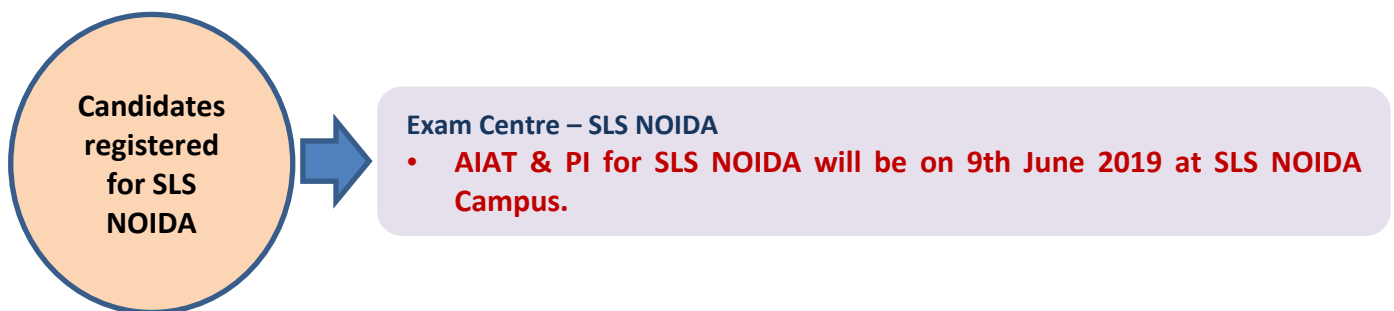 Candidates
registered
for SLS
NOIDA
Exam Centre – SLS NOIDA
• AIAT & PI for SLS NOIDA will be on 9th June 2019 at SLS NOIDA
Campus.